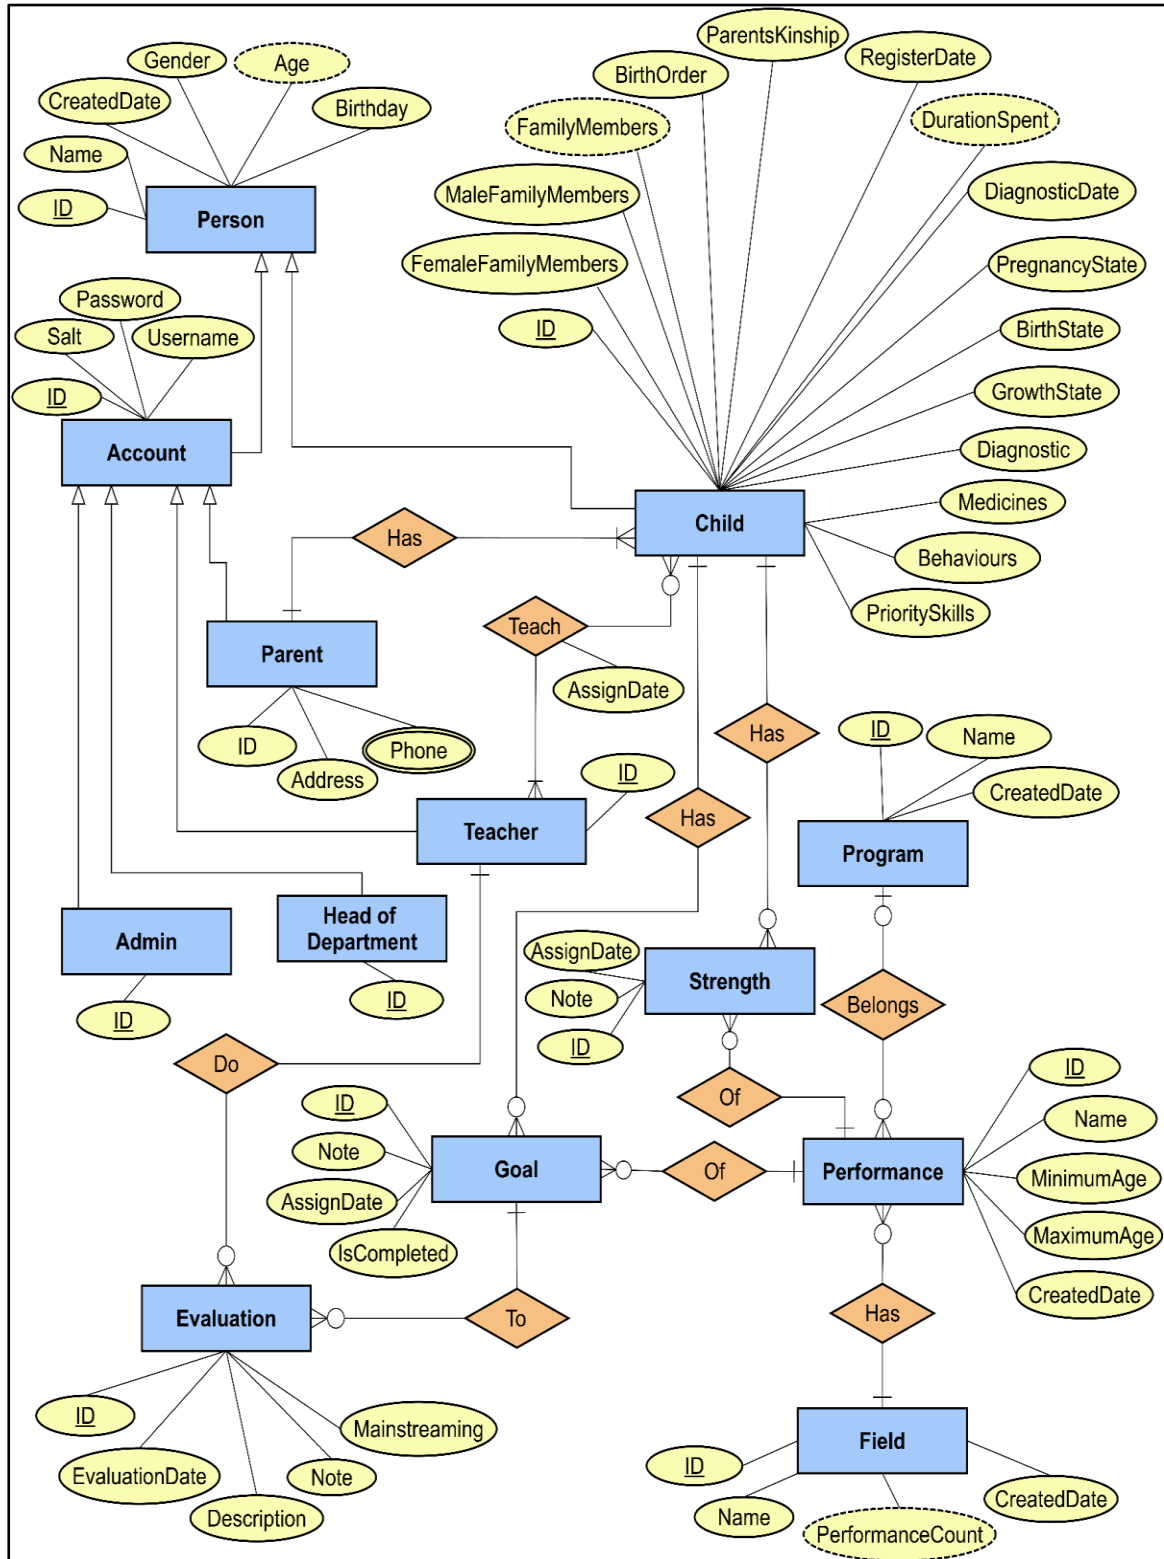 ParentsKinship
Gender
Age
RegisterDate
BirthOrder
CreatedDate
Birthday
FamilyMembers
DurationSpent
Name
MaleFamilyMembers
DiagnosticDate
ID
Person
FemaleFamilyMembers
PregnancyState
Password
Salt
Username
ID
BirthState
ID
GrowthState
Account
Diagnostic
Medicines
Child
Has
Behaviours
PrioritySkills
Teach
Parent
AssignDate
ID
Name
Has
ID
Phone
Address
ID
CreatedDate
Has
Teacher
Program
Head of
Department
Admin
AssignDate
Strength
Note
ID
Belongs
ID
ID
Do
ID
Of
ID
Name
Note
Goal
Of
Performance
MinimumAge
AssignDate
MaximumAge
IsCompleted
CreatedDate
Evaluation
To
Has
ID
Mainstreaming
Field
ID
EvaluationDate
Note
CreatedDate
Description
Name
PerformanceCount